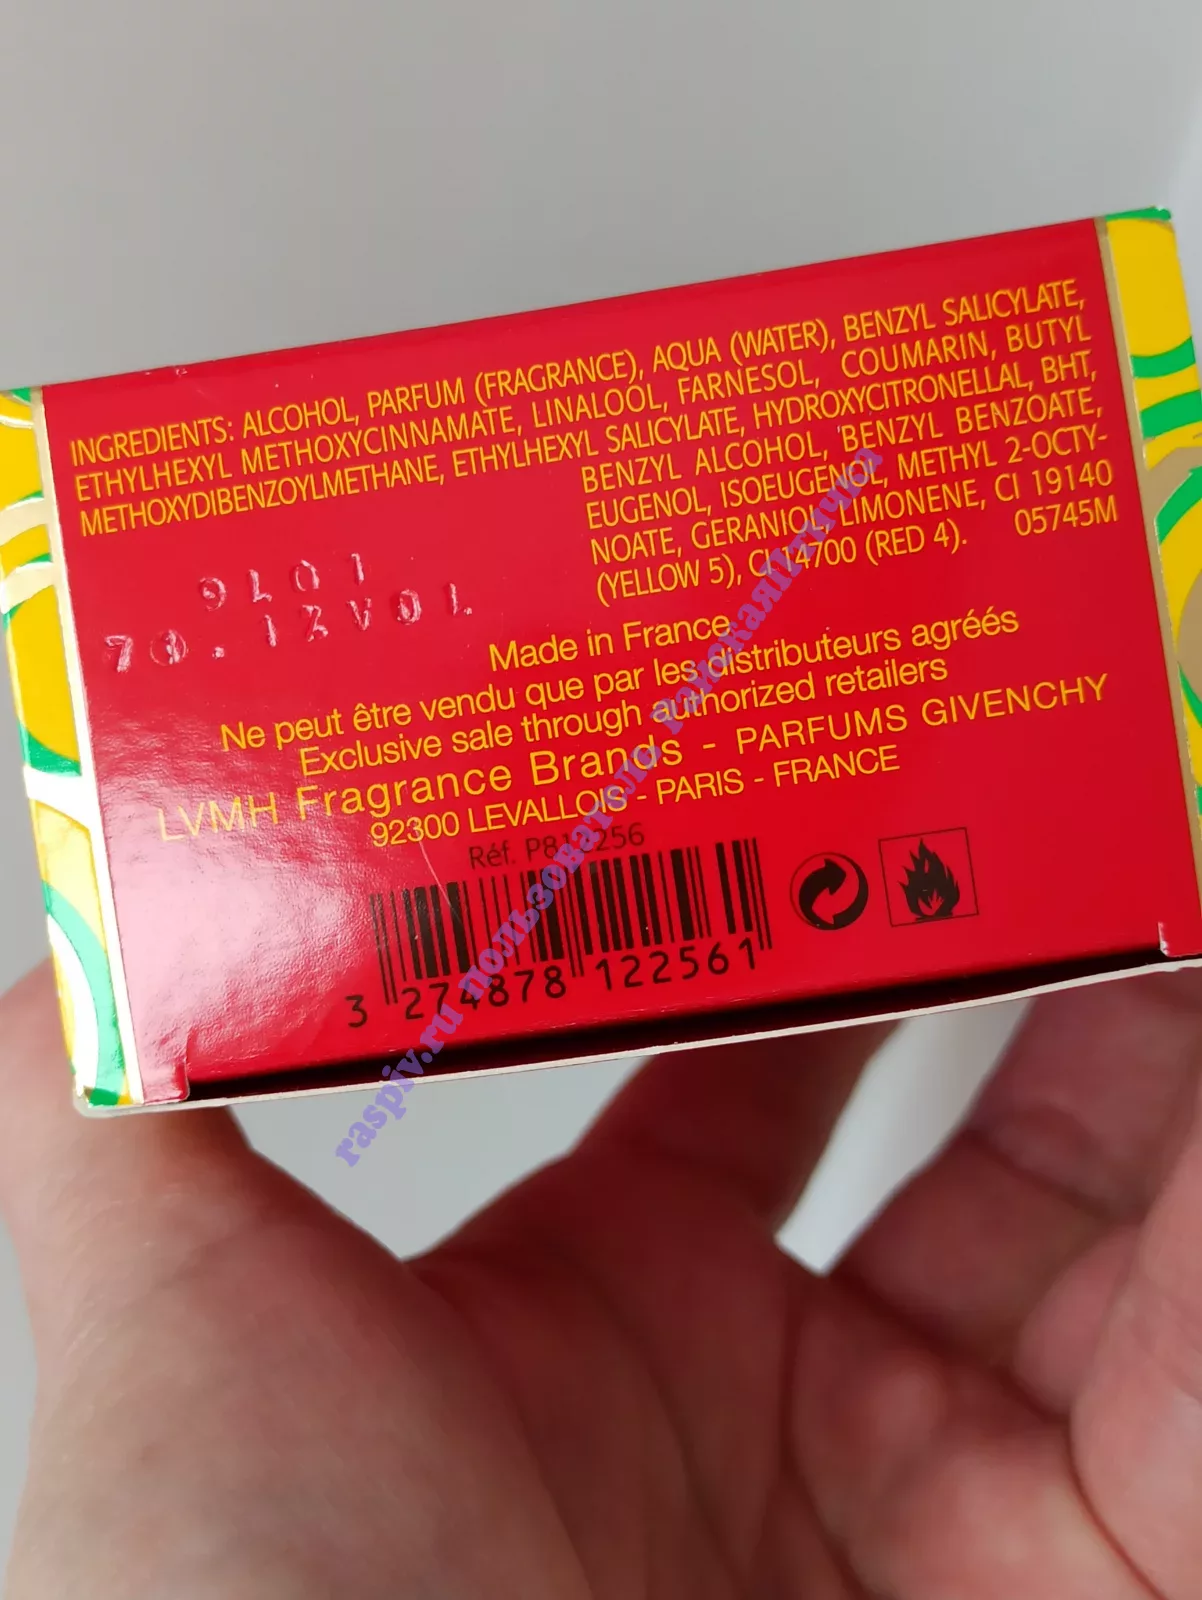 INGREDIENTS: ALCOHOL, PARFUM (FRAGRANCE), AQUA (WATER), BENZYL SALICYLATE,
ETHYLHEXYL METHOXYCINNAMATE, LINALOOL, FARNESOL, COUMARIN, BUTYL
METHOXYDIBENZOYLMETHANE, ETHYLHEXYL SALICYLATE, HYDROXYCITRONELLAL, BHT,
BENZYL ALCOHOL, BENZYL BENZOATE,
EUGENOL, ISOEUGENOL, METHYL 2-OCTY-
NOATE, GERANIOL, LIMONENE, CI 19140
(YELLOW 5), CI 14700 (RED 4). 05745M
Made in France
Ne peut être vendu que par les distributeurs agréés
Exclusive sale through authorized retailers
LVMH Fragrance Brands - PARFUMS GIVENCHY
92300 LEVALLOIS - PARIS - FRANCE
Réf. P812256
3 274878 122561
raspiv.ru пользователь